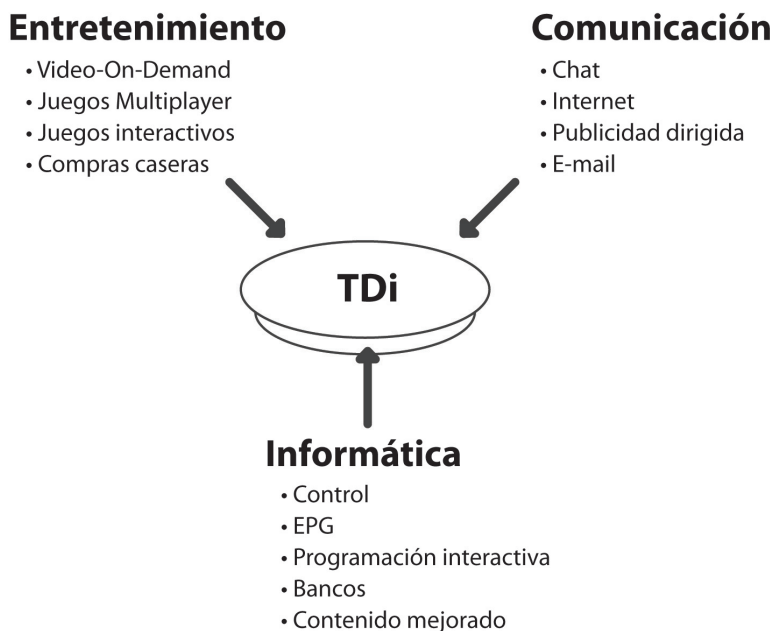 Entretenimiento
• Video-On-Demand
• Juegos Multiplayer
• Juegos interactivos
• Compras caseras
Comunicación
• Chat
• Internet
• Publicidad dirigida
• E-mail
TDi
Informática
• Control
• EPG
• Programación interactiva
• Bancos
• Contenido mejorado